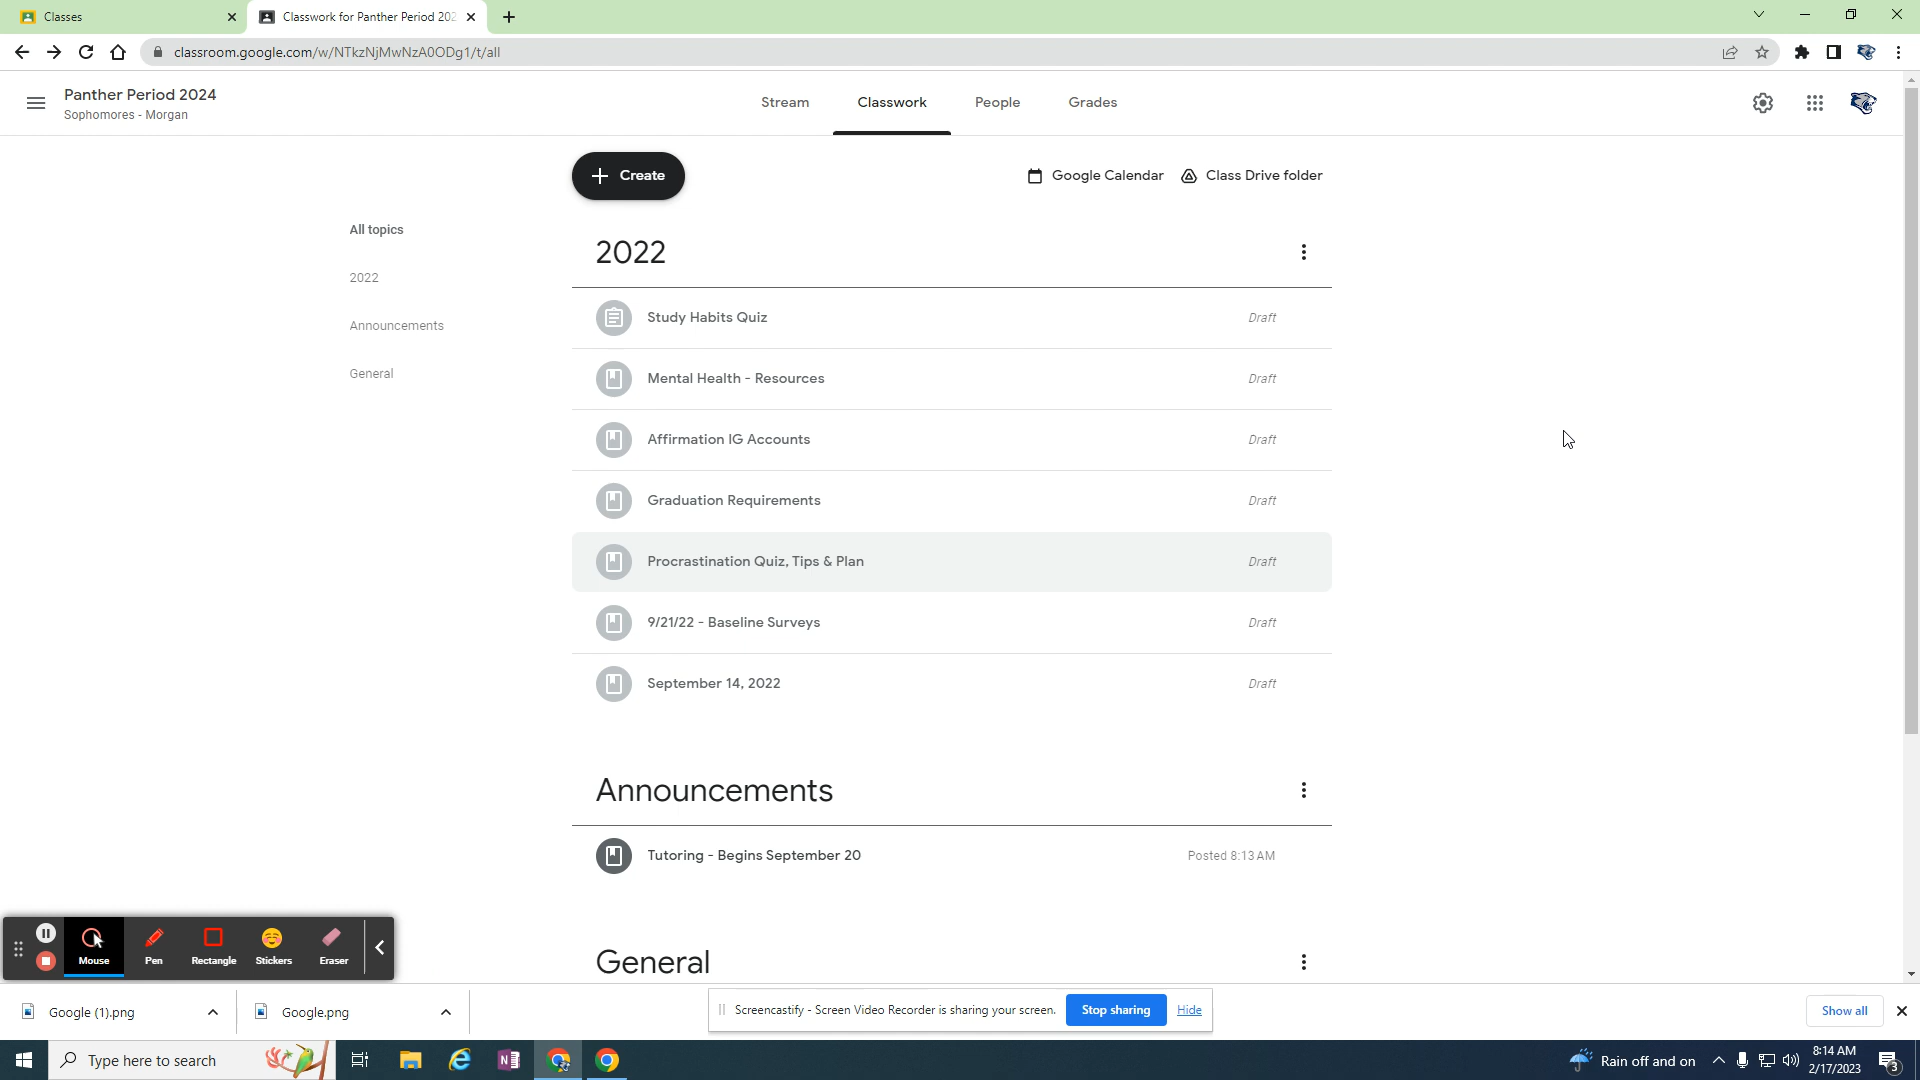 Classes
Classwork for Panther Period 202
classroom.google.com/w/NTkzNjMwNzA0ODg1/t/all
Panther Period 2024
Sophomores - Morgan
Stream
Classwork
People
Grades
Create
Google Calendar
Class Drive folder
All topics
2022
Announcements
General
2022
Study Habits Quiz
Draft
Mental Health - Resources
Draft
Affirmation IG Accounts
Draft
Graduation Requirements
Draft
Procrastination Quiz, Tips & Plan
Draft
9/21/22 - Baseline Surveys
Draft
September 14, 2022
Draft
Announcements
Tutoring - Begins September 20
Posted 8:13 AM
General
Mouse
Pen
Rectangle
Stickers
Eraser
Google (1).png
Google.png
Screencastify - Screen Video Recorder is sharing your screen.
Stop sharing
Hide
Show all
Type here to search
Rain off and on
8:14 AM
2/17/2023
3